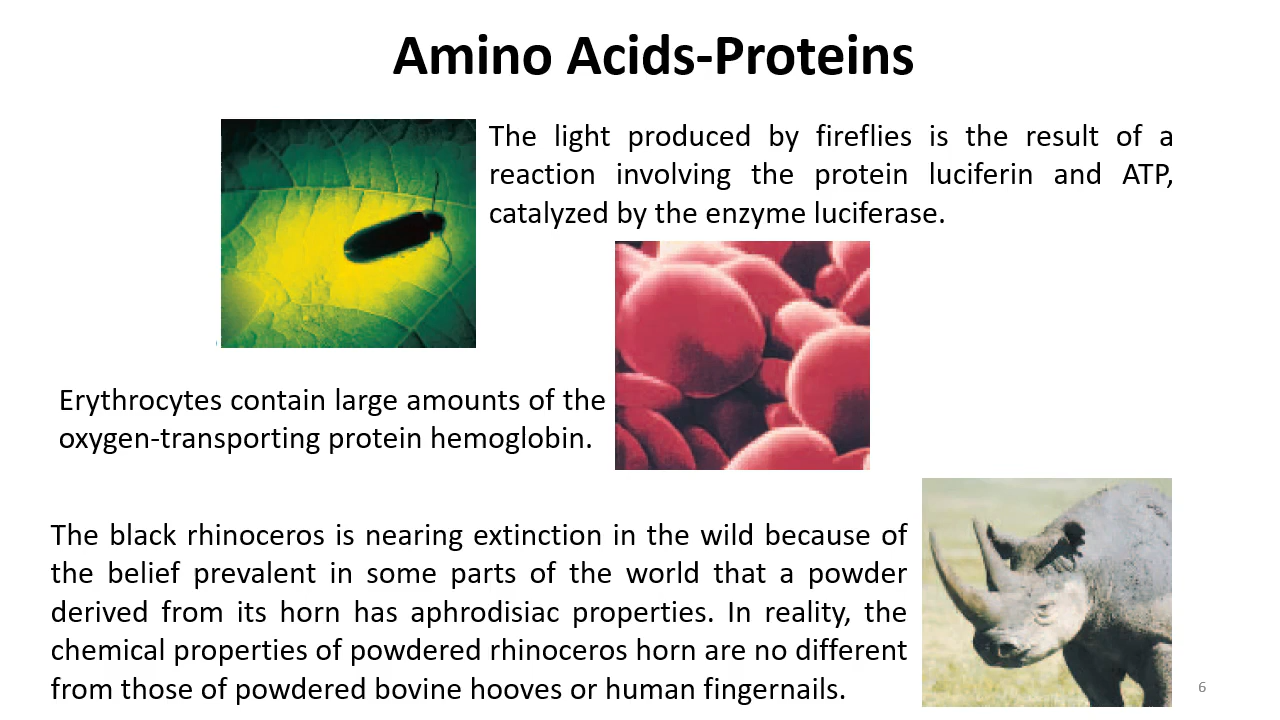 Amino Acids-Proteins
The light produced by fireflies is the result of a
reaction involving the protein luciferin and ATP,
catalyzed by the enzyme luciferase.
Erythrocytes contain large amounts of the
oxygen-transporting protein hemoglobin.
The black rhinoceros is nearing extinction in the wild because of
the belief prevalent in some parts of the world that a powder
derived from its horn has aphrodisiac properties. In reality, the
chemical properties of powdered rhinoceros horn are no different
from those of powdered bovine hooves or human fingernails.
6